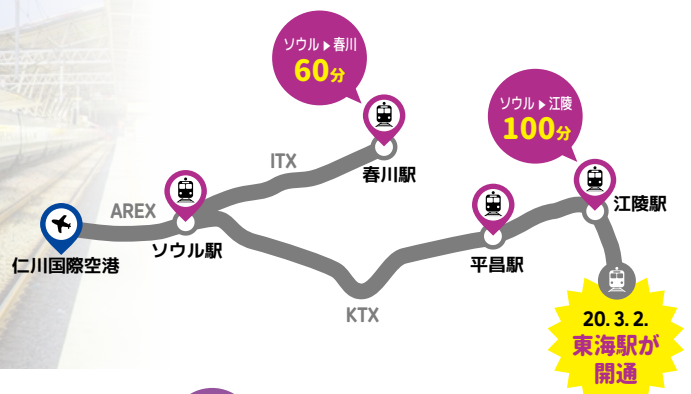 ソウル▶春川
60分
ソウル▶江陵
100分
ITX
春川駅
AREX
江陵駅
ソウル駅
仁川国際空港
平昌駅
KTX
20. 3. 2.
東海駅が
開通